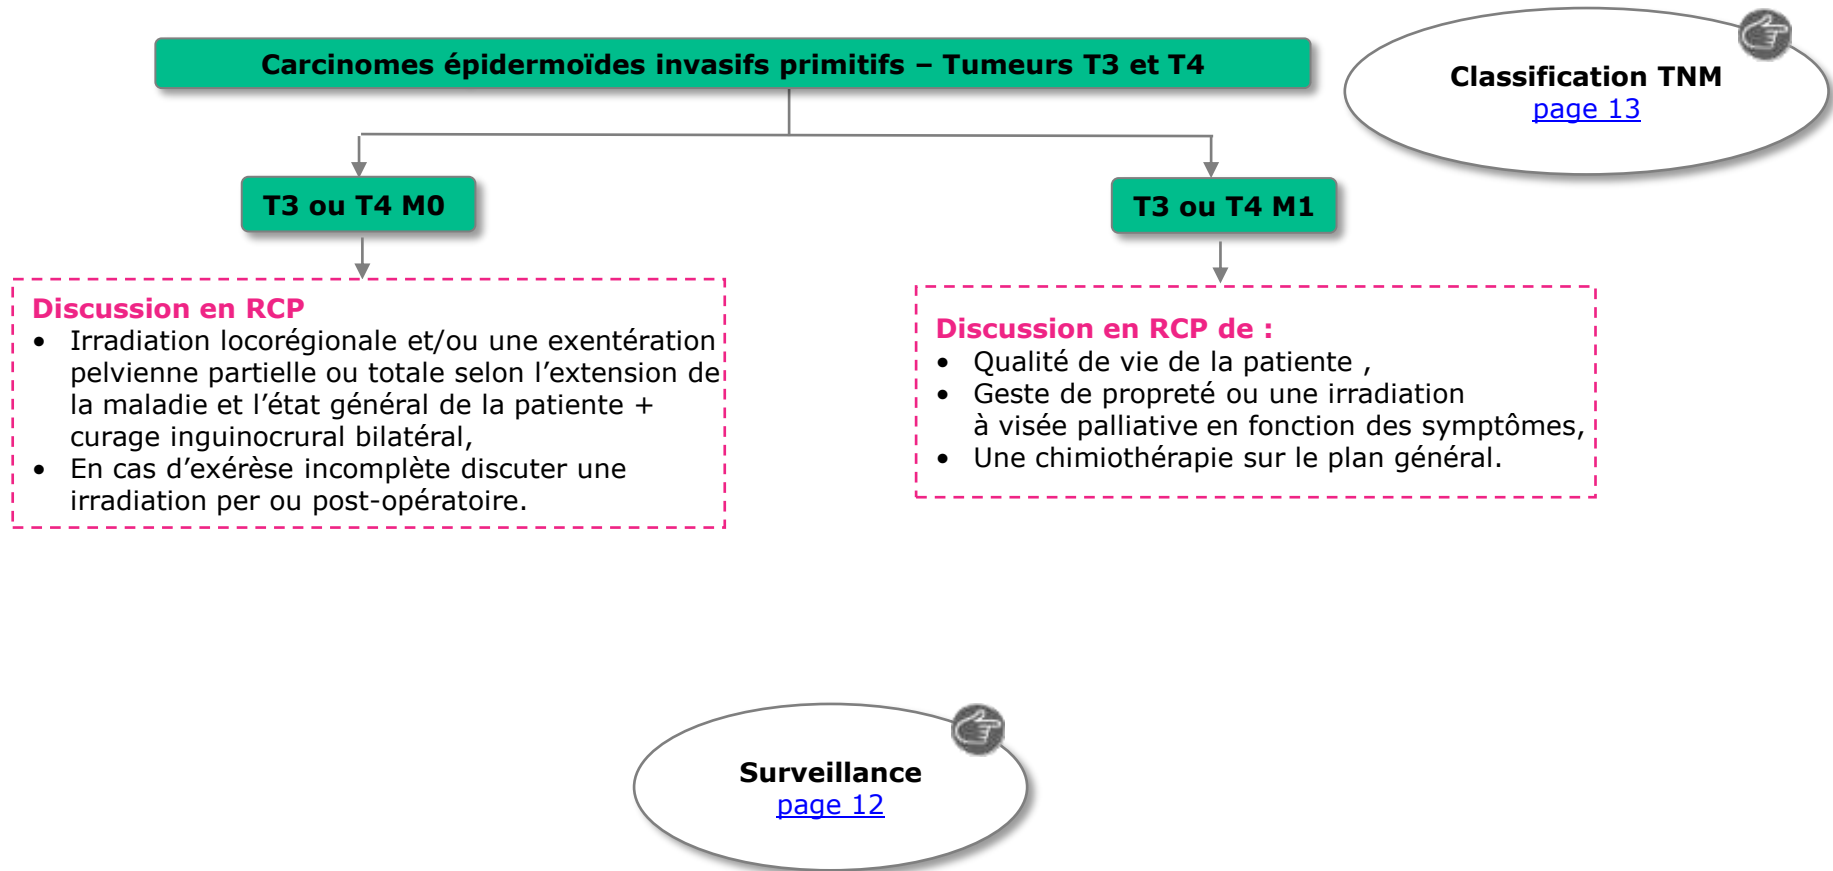 Carcinomes épidermoïdes invasifs primitifs – Tumeurs T3 et T4
Classification TNM
page 13
T3 ou T4 M0
T3 ou T4 M1
Discussion en RCP
• Irradiation locorégionale et/ou une exentération
pelvienne partielle ou totale selon l’extension de
la maladie et l’état général de la patiente +
curage inguinocrural bilatéral,
• En cas d’exérèse incomplète discuter une
irradiation per ou post-opératoire.
Discussion en RCP de :
• Qualité de vie de la patiente ,
• Geste de propreté ou une irradiation
à visée palliative en fonction des symptômes,
• Une chimiothérapie sur le plan général.
Surveillance
page 12